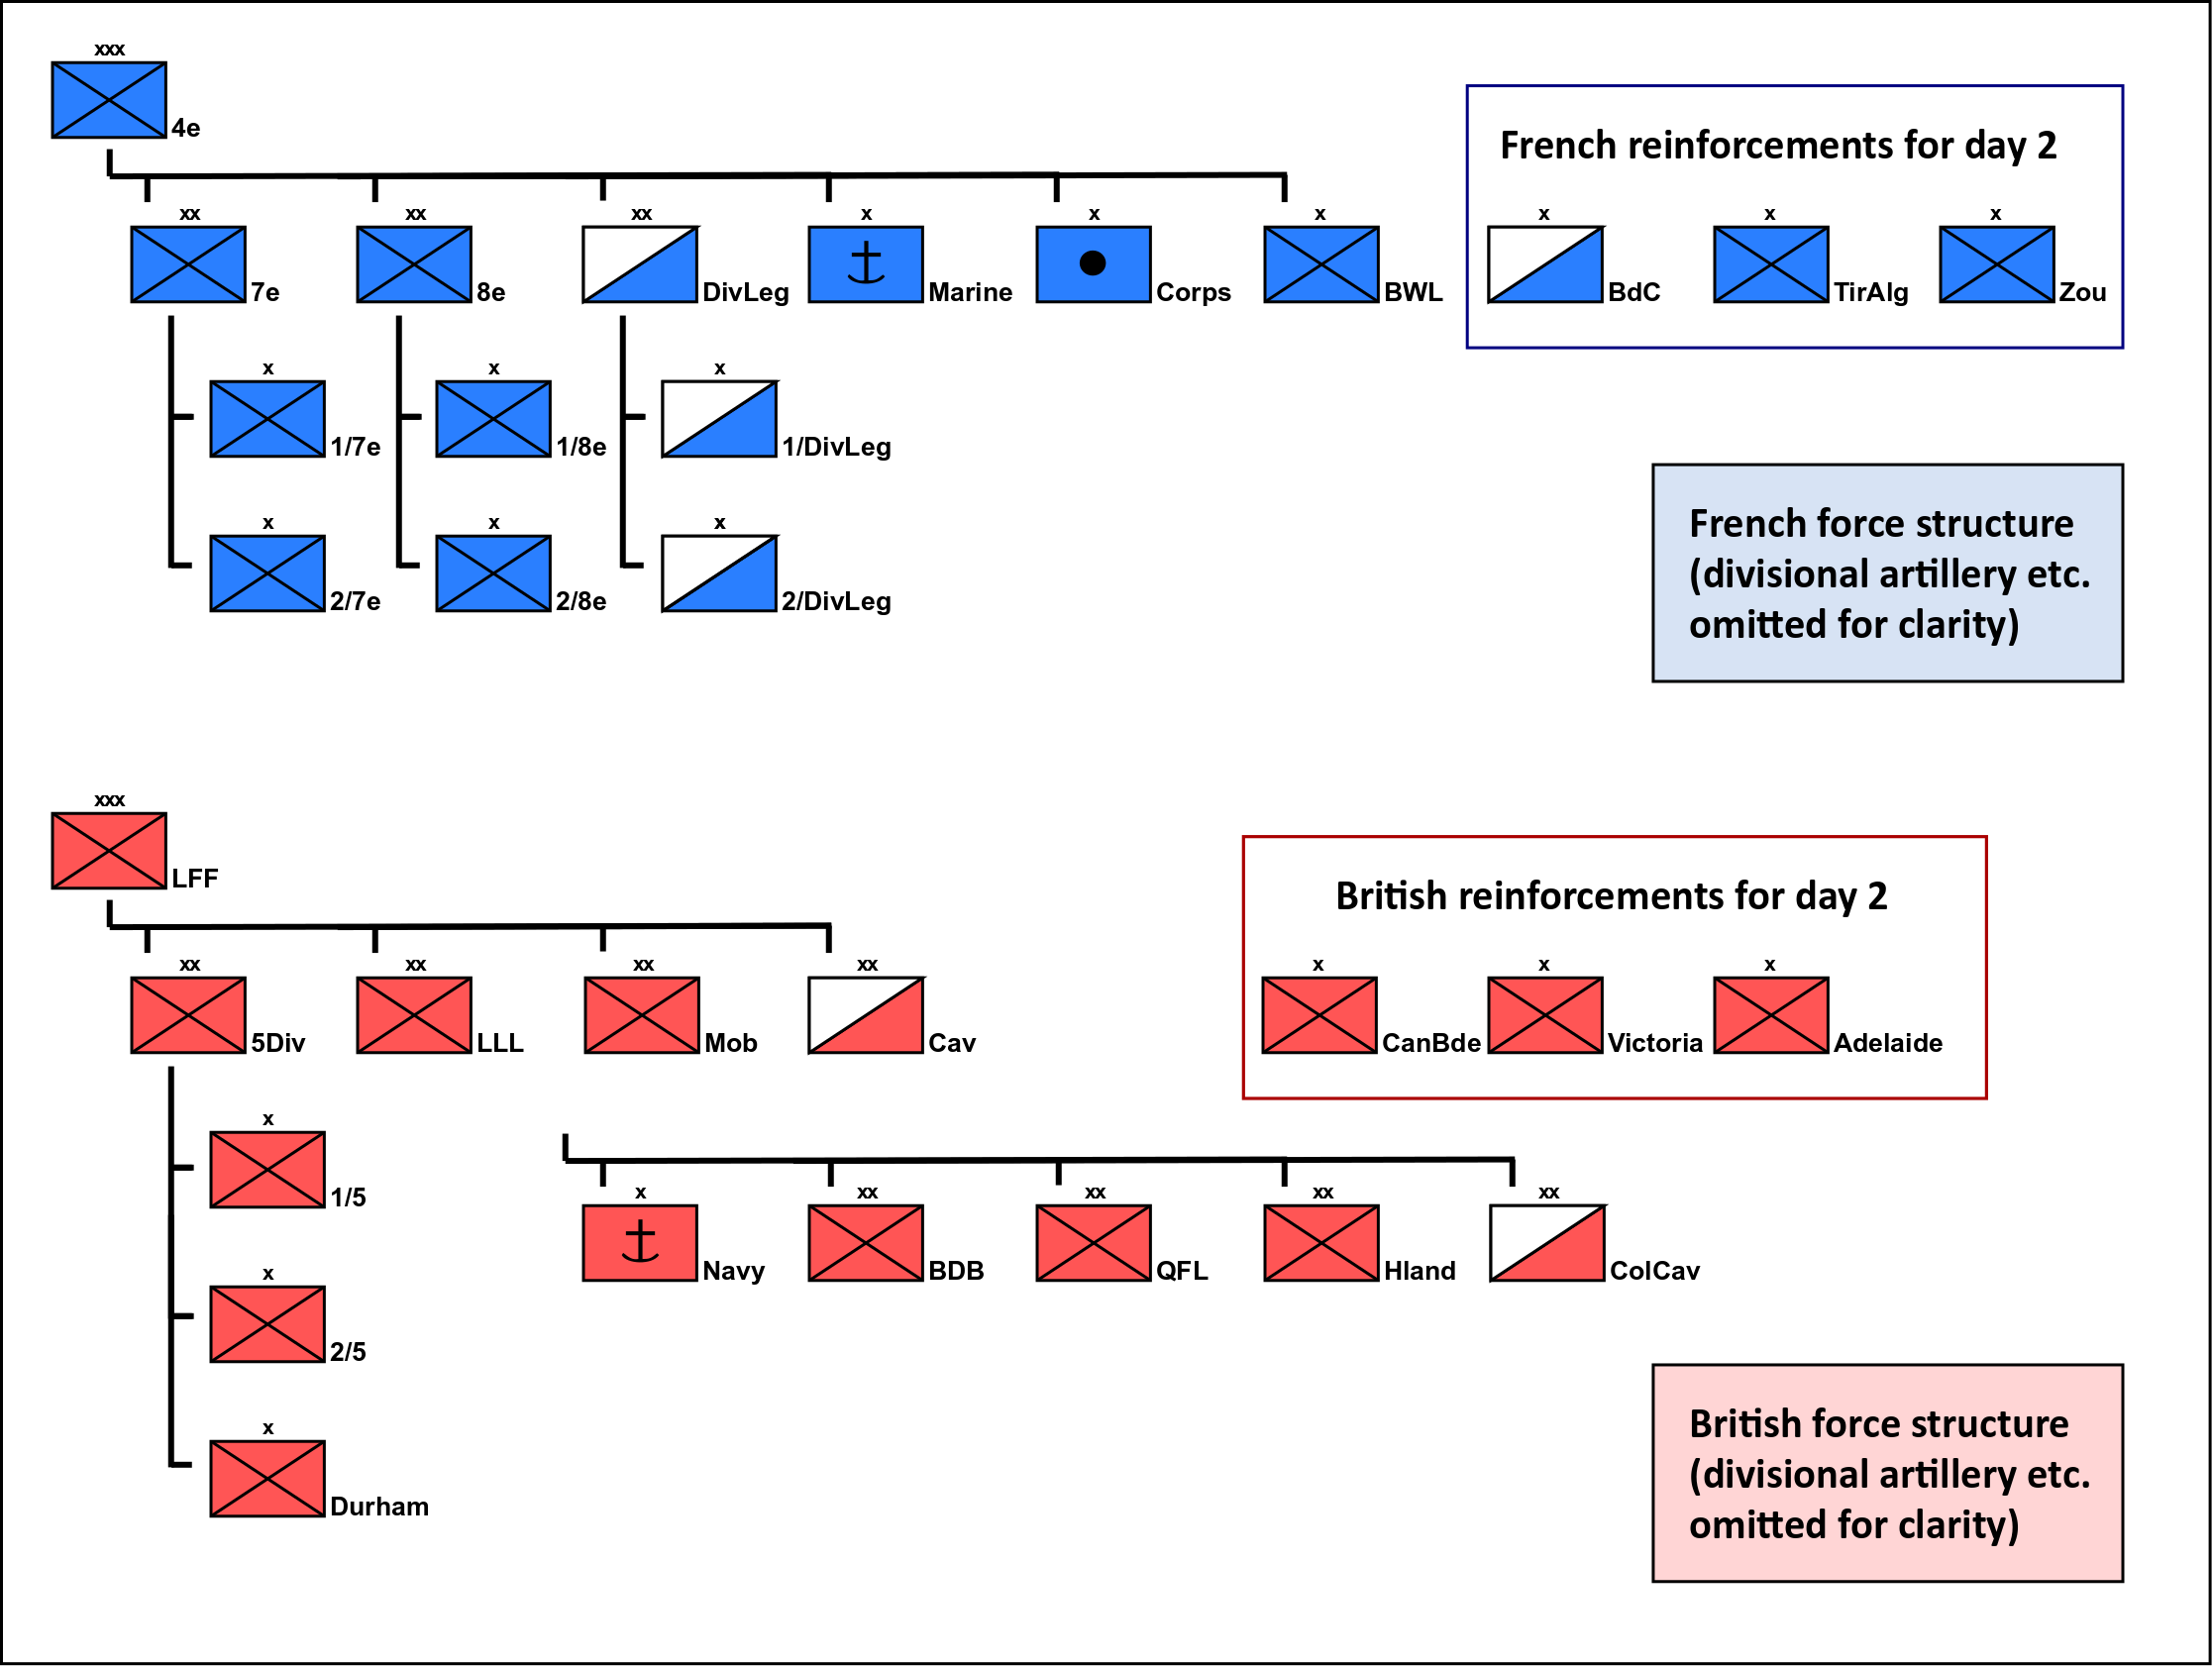 xxx
4e
xx xx xx x x x
7e 8e DivLeg Marine Corps BWL
French reinforcements for day 2
x x x
BdC TirAlg Zou
x x x
1/7e 1/8e 1/DivLeg
x x x
2/7e 2/8e 2/DivLeg
French force structure
(divisional artillery etc.
omitted for clarity)
xxx
LFF
xx xx xx xx
5Div LLL Mob Cav
British reinforcements for day 2
x x x
CanBde Victoria Adelaide
x
1/5
x xx xx xx xx
Navy BDB QFL Hland ColCav
x
2/5
x
Durham
British force structure
(divisional artillery etc.
omitted for clarity)